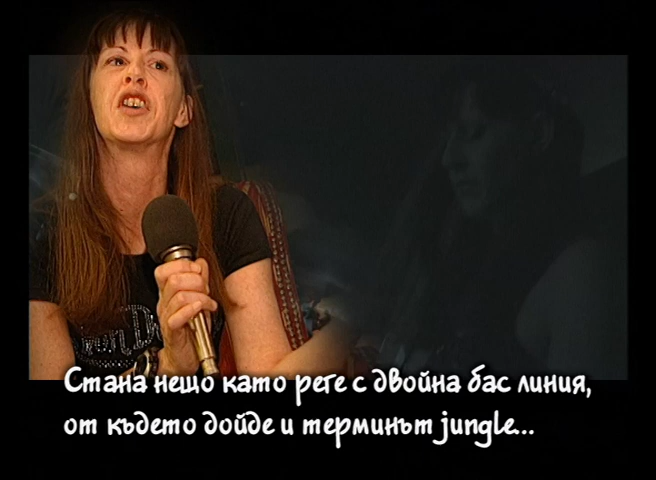 Стана нещо като реге с двойна бас линия,
от където дойде и терминът jungle...